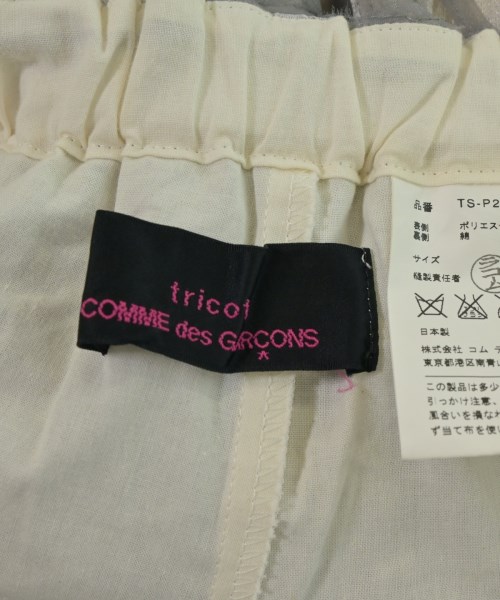 tricot
COMME des GARCONS
品番 TS-P2
表側 ポリエス
裏側 綿
サイズ
縫製責任者
日本製
株式会社 コム デ
東京都港区南青山
この製品は多少
引っかけ注意、
風合いを損なわ
ず当て布を使い